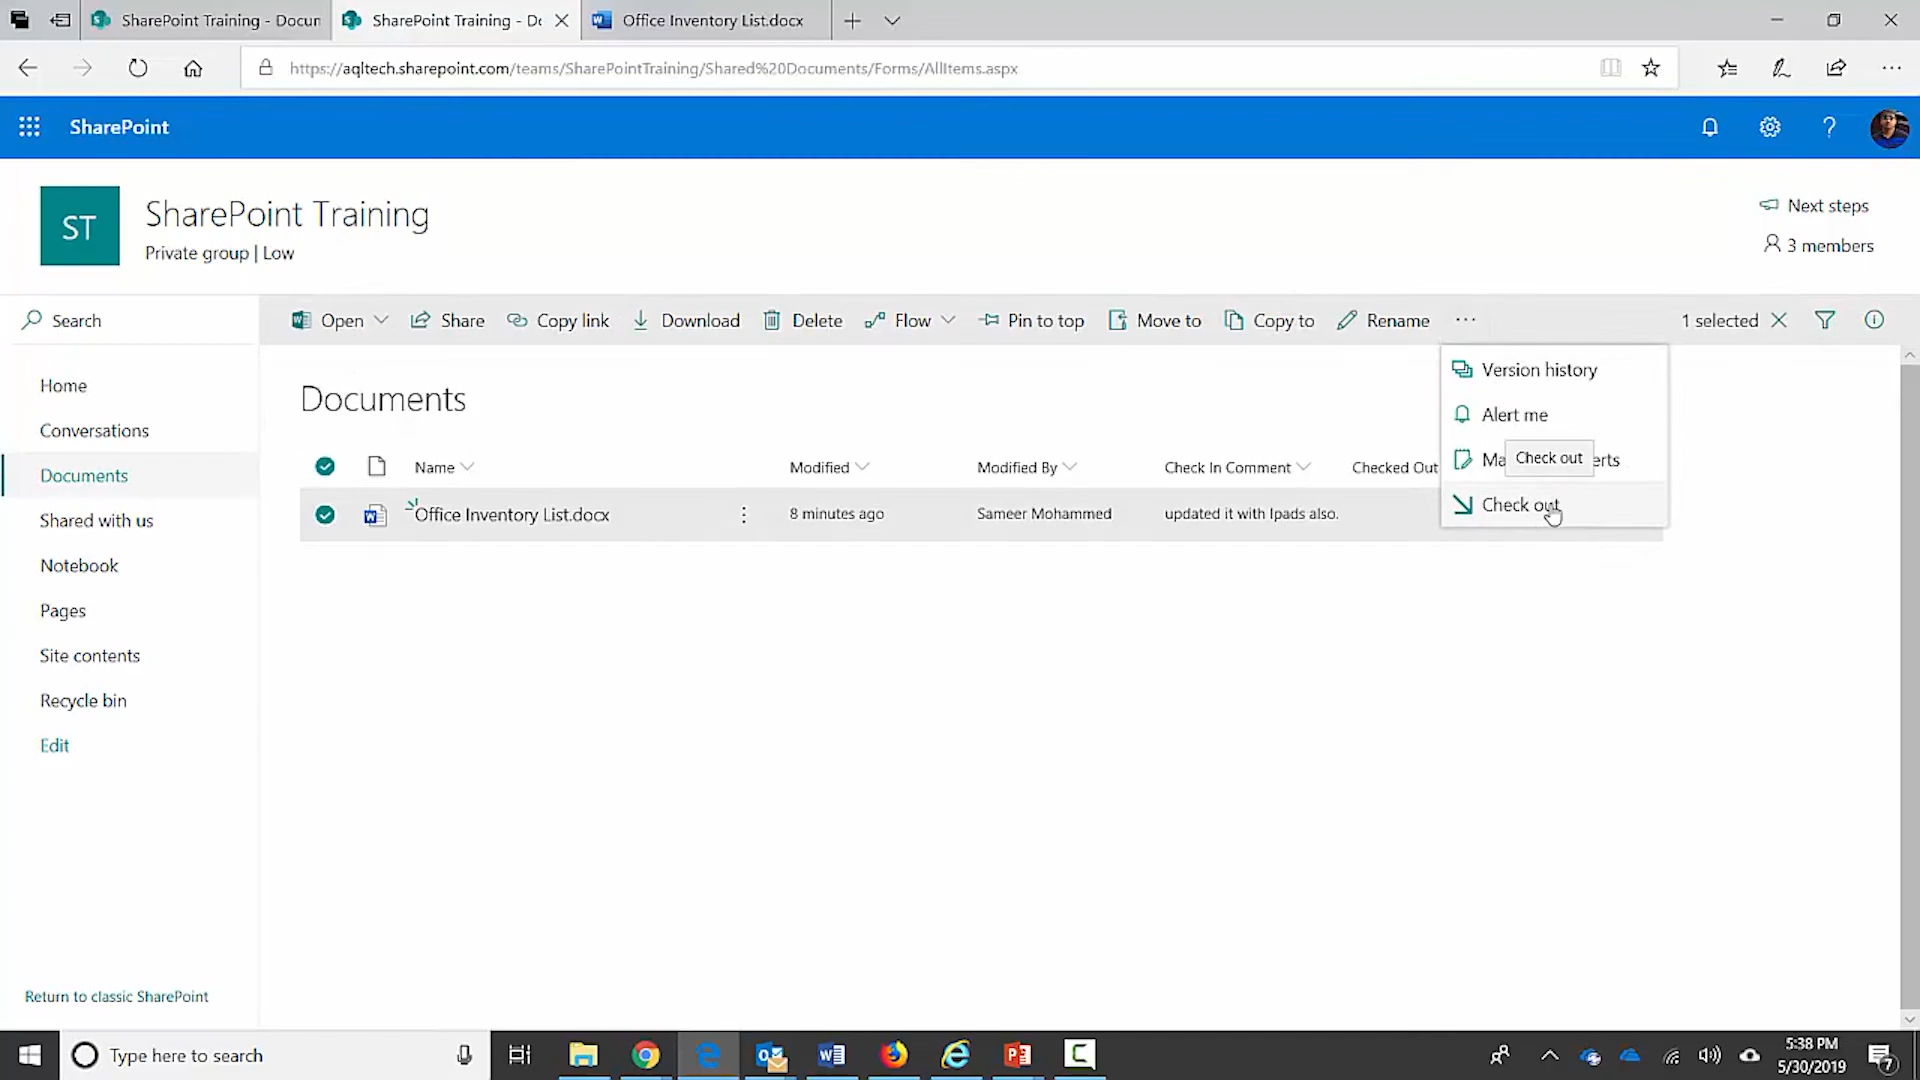 SharePoint Training - Docun
SharePoint Training - Dc
Office Inventory List.docx
https://aqltech.sharepoint.com/teams/SharePointTraining/Shared%20Documents/Forms/AllItems.aspx
SharePoint
ST
SharePoint Training
Private group | Low
Next steps
3 members
Search
Open
Share
Copy link
Download
Delete
Flow
Pin to top
Move to
Copy to
Rename
1 selected
Home
Conversations
Documents
Shared with us
Notebook
Pages
Site contents
Recycle bin
Edit
Return to classic SharePoint
Documents
Name
Modified
Modified By
Check In Comment
Checked Out
Office Inventory List.docx
8 minutes ago
Sameer Mohammed
updated it with Ipads also.
Version history
Alert me
Ma
Check out
erts
Check out
Type here to search
5:38 PM
5/30/2019
7